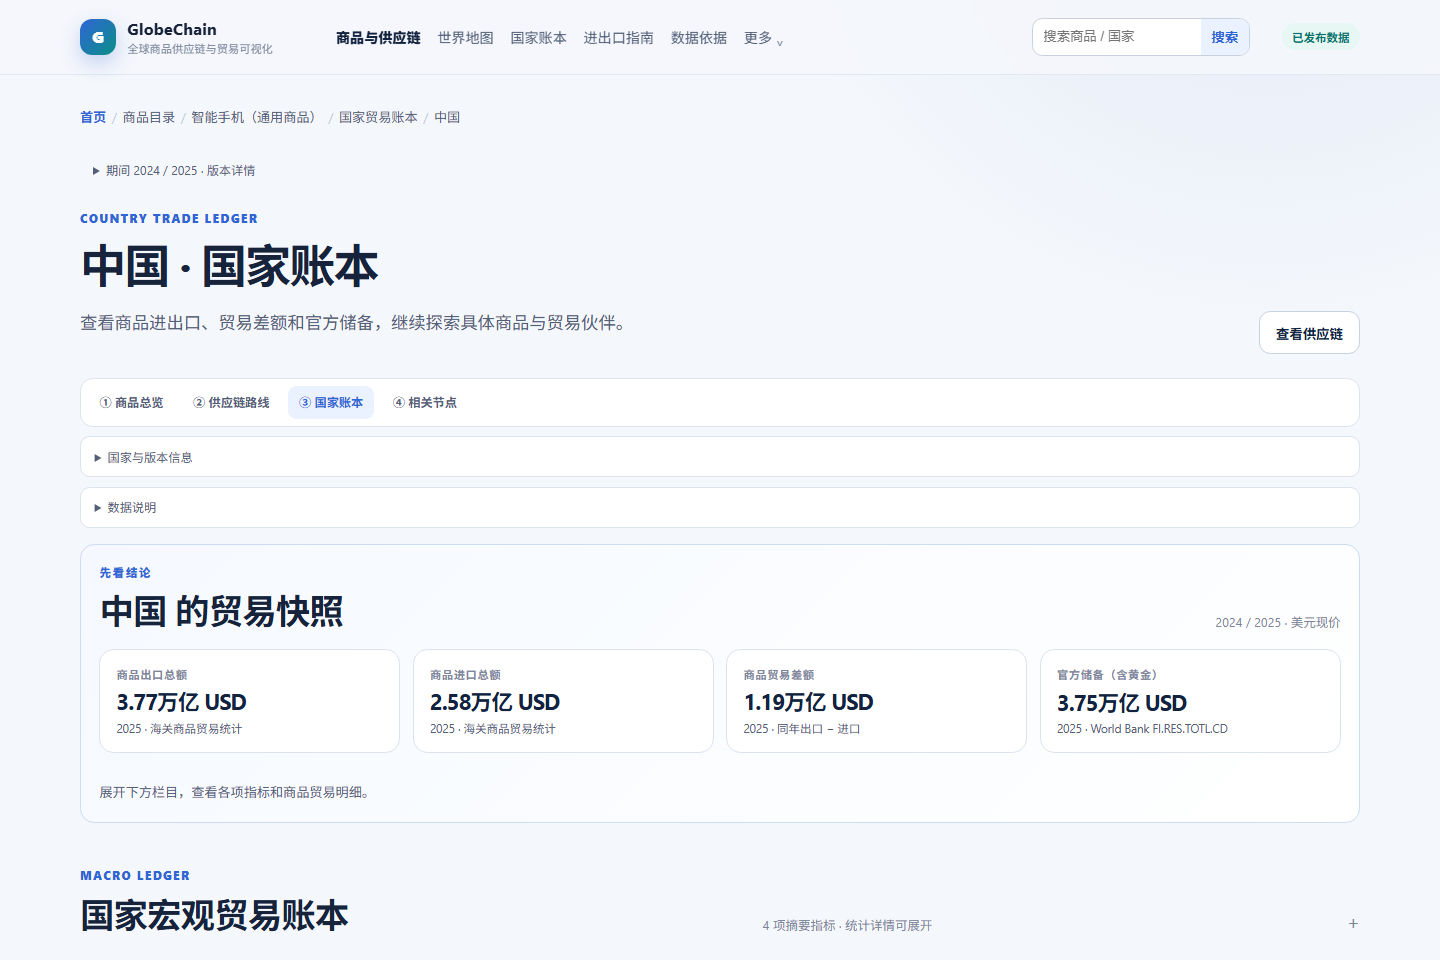 G
GlobeChain
全球商品供应链与贸易可视化
商品与供应链 世界地图 国家账本 进出口指南 数据依据 更多
搜索商品 / 国家 搜索
已发布数据
首页 / 商品目录 / 智能手机（通用商品） / 国家贸易账本 / 中国
▶ 期间 2024 / 2025 · 版本详情
COUNTRY TRADE LEDGER
中国 · 国家账本
查看商品进出口、贸易差额和官方储备，继续探索具体商品与贸易伙伴。
查看供应链
① 商品总览 ② 供应链路线 ③ 国家账本 ④ 相关节点
▶ 国家与版本信息
▶ 数据说明
先看结论
中国 的贸易快照
2024 / 2025 · 美元现价
商品出口总额
3.77万亿 USD
2025 · 海关商品贸易统计
商品进口总额
2.58万亿 USD
2025 · 海关商品贸易统计
商品贸易差额
1.19万亿 USD
2025 · 同年出口 − 进口
官方储备（含黄金）
3.75万亿 USD
2025 · World Bank FI.RES.TOTL.CD
展开下方栏目，查看各项指标和商品贸易明细。
MACRO LEDGER
国家宏观贸易账本
4 项摘要指标 · 统计详情可展开
+